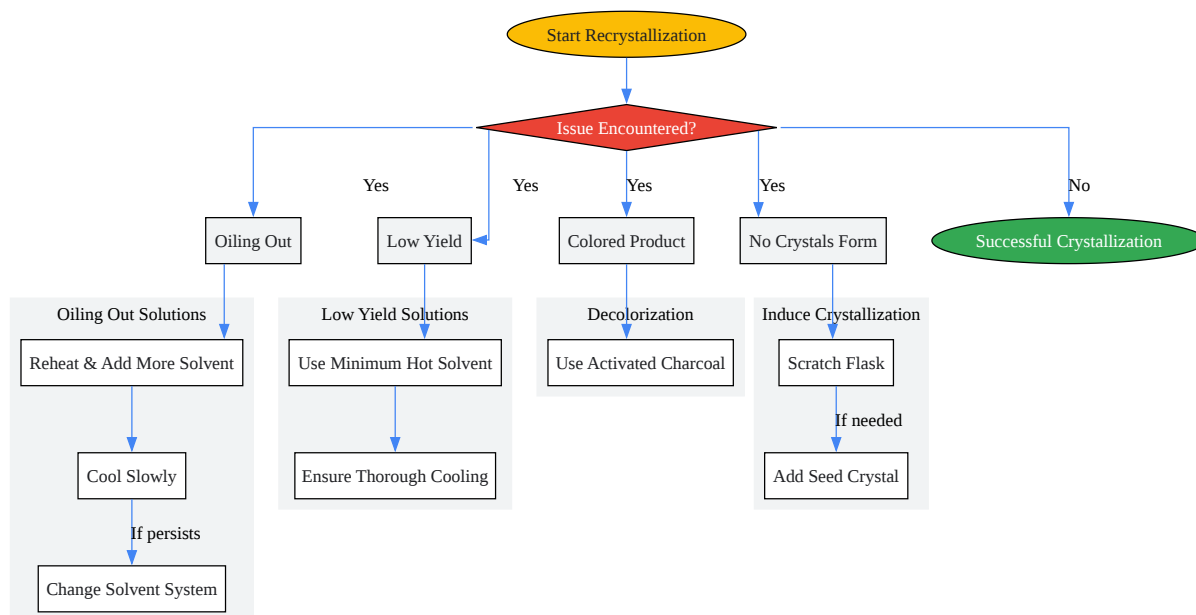 Start Recrystallization
Issue Encountered?
Yes
Yes
Yes
Yes
No
Oiling Out
Low Yield
Colored Product
No Crystals Form
Successful Crystallization
Oiling Out Solutions
Low Yield Solutions
Decolorization
Induce Crystallization
Reheat & Add More Solvent
Use Minimum Hot Solvent
Use Activated Charcoal
Scratch Flask
If needed
Cool Slowly
Ensure Thorough Cooling
Add Seed Crystal
If persists
Change Solvent System